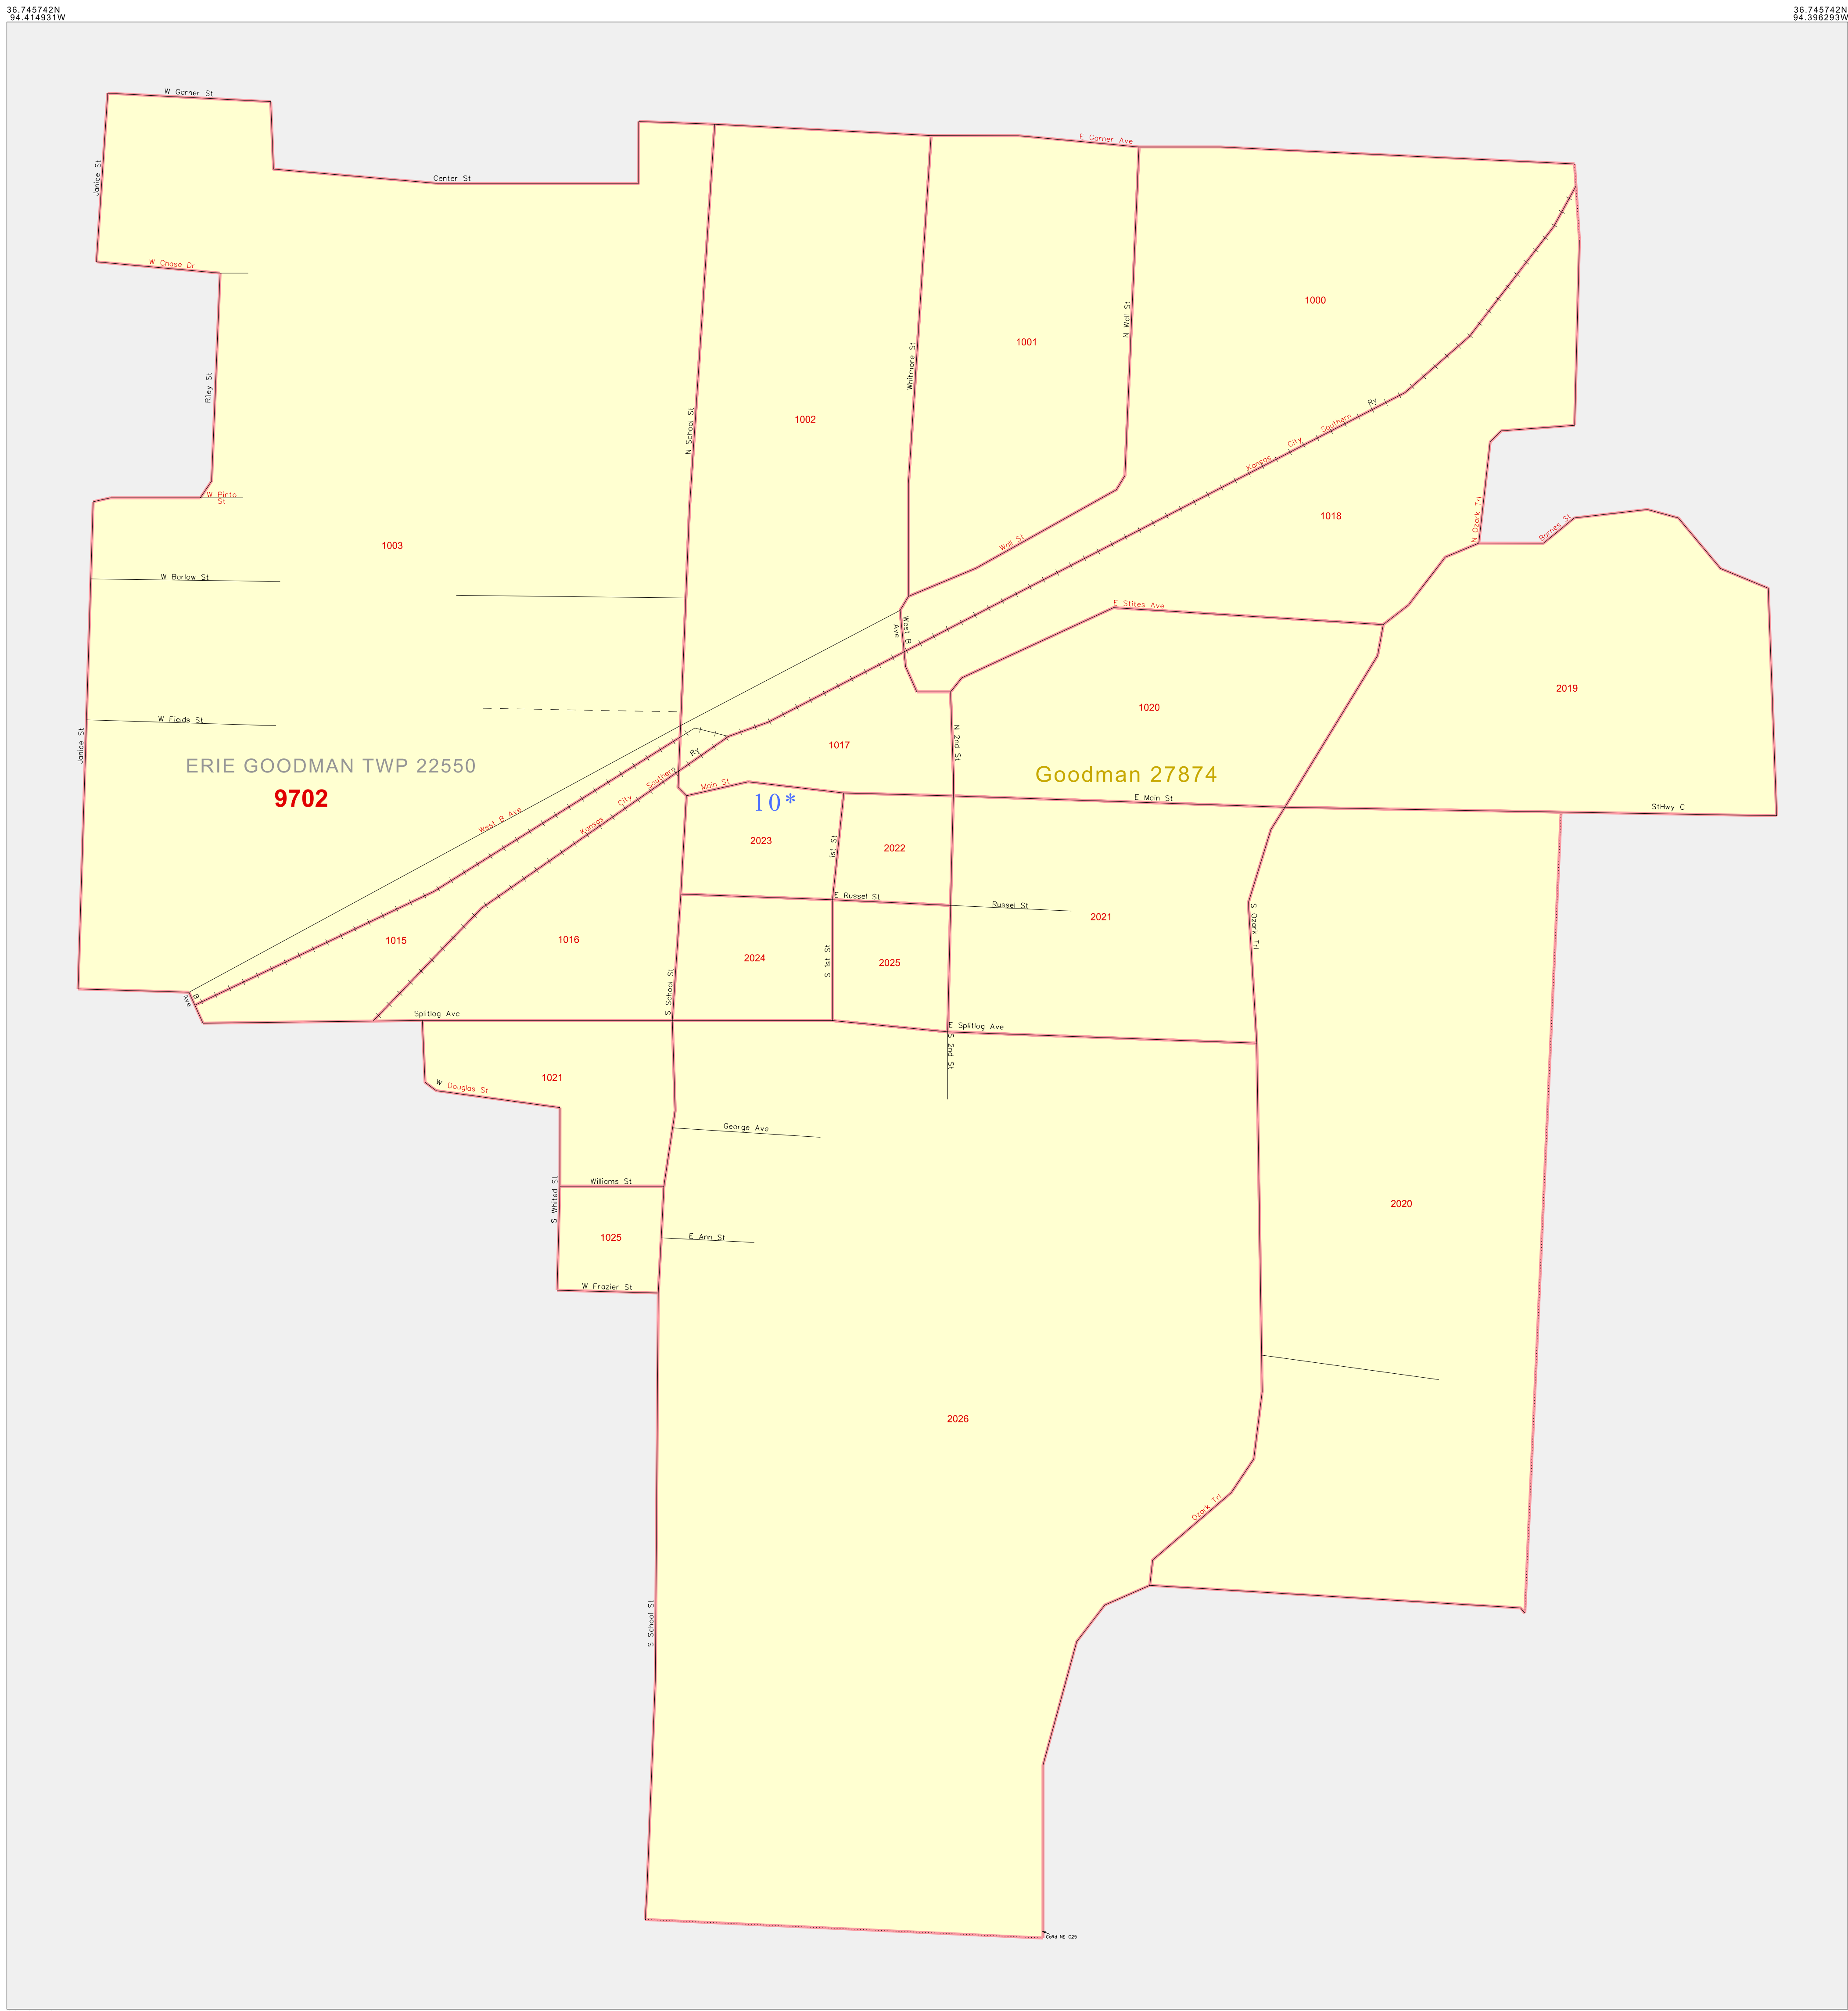 36.745742N
94.414931W
36.745742N
94.396293W
W Garner St
E Garner Ave
Janice St
Center St
W Chase Dr
1000
N Wall St
1001
Whitmore St
Riley St
1002
N School St
Kansas City Southern Ry
W Pinto
St
N Ozark Trl
Barnes St
1018
1003
Wall St
W Barlow St
E Stites Ave
West B
Ave
2019
1020
W Fields St
Janice St
N 2nd St
1017
ERIE GOODMAN TWP 22550
Goodman 27874
9702
Main St
10*
E Main St
StHwy C
West B Ave
Kansas City Southern Ry
2023
1st St
2022
E Russel St
Russel St
2021
S Ozark Trl
1015
1016
2024
S 1st St
2025
S School St
B
Ave
Splitlog Ave
E Splitlog Ave
S 2nd St
1021
W Douglas St
George Ave
Williams St
S Whited St
2020
1025
E Ann St
W Frazier St
2026
Ozark Trl
S School St
CoRd NE C25